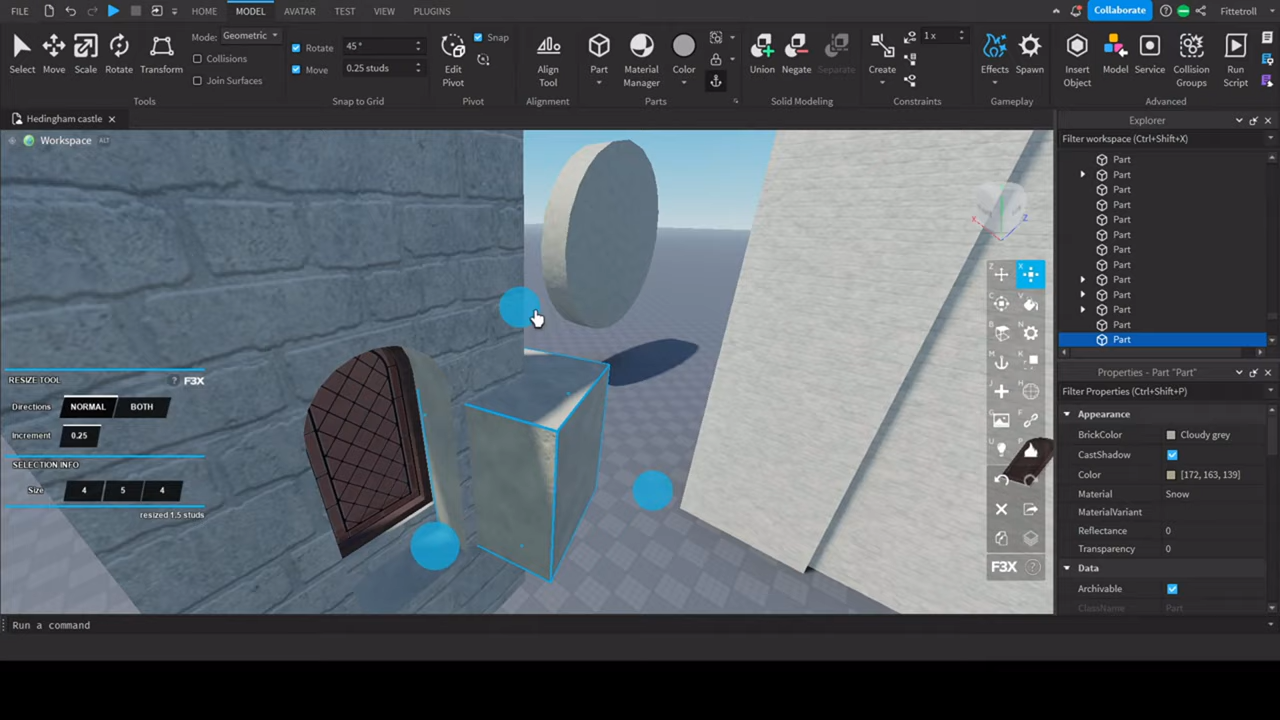 FILE HOME MODEL AVATAR TEST VIEW PLUGINS Collaborate Fittetroll
Mode: Geometric
Collisions
Join Surfaces
Select Move Scale Rotate Transform
Tools
Rotate 45°
Move 0.25 studs
Snap to Grid
Edit Pivot
Snap
Pivot
Align Tool
Alignment
Part Material Manager Color
Parts
Union Negate Separate
Solid Modeling
Create 1 x
Constraints
Effects Spawn
Gameplay
Insert Object Model Service Collision Groups Run Script
Advanced
Hedingham castle
Workspace ALT
X Z
Z X
C V
B N
M K
J H
G L
U P
F3X ?
RESIZE TOOL ? F3X
Directions NORMAL BOTH
Increment 0.25
SELECTION INFO
Size 4 5 4
resized 1.5 studs
Explorer
Filter workspace (Ctrl+Shift+X)
Part
Part
Part
Part
Part
Part
Part
Part
Part
Part
Part
Part
Part
Properties - Part "Part"
Filter Properties (Ctrl+Shift+P)
Appearance
BrickColor Cloudy grey
CastShadow
Color [172, 163, 139]
Material Snow
MaterialVariant
Reflectance 0
Transparency 0
Data
Archivable
ClassName Part
Run a command